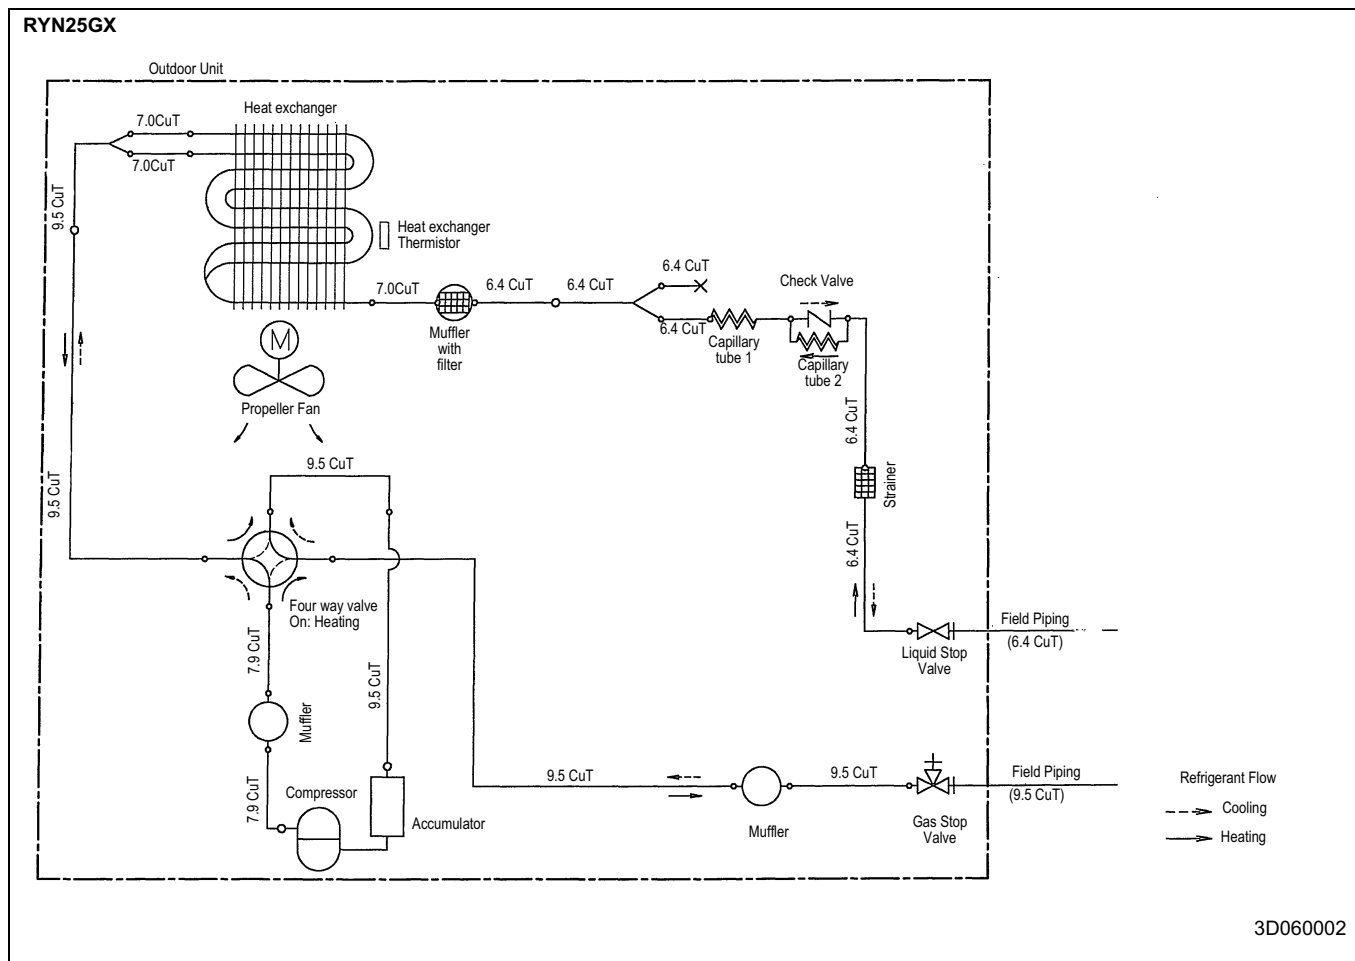 RYN25GX
Outdoor Unit
Heat exchanger
7.0CuT
7.0CuT
9.5 CuT
Heat exchanger
Thermistor
7.0CuT
6.4 CuT
6.4 CuT
6.4 CuT
6.4 CuT
Check Valve
Muffler
with
filter
Capillary
tube 1
Capillary
tube 2
M
Propeller Fan
6.4 CuT
Strainer
6.4 CuT
9.5 CuT
9.5 CuT
Four way valve
On: Heating
7.9 CuT
9.5 CuT
Muffler
7.9 CuT
Compressor
Accumulator
Field Piping
(6.4 CuT)
Liquid Stop
Valve
9.5 CuT
9.5 CuT
Muffler
Gas Stop
Valve
Field Piping
(9.5 CuT)
Refrigerant Flow
Cooling
Heating
3D060002